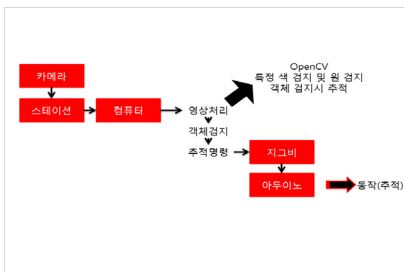 OpenCV
특정 색 검지 및 원 검지
객체 검지시 추적
카메라
스테이션
컴퓨터
영상처리
객체검지
추적명령
지그비
아두이노
동작(추적)